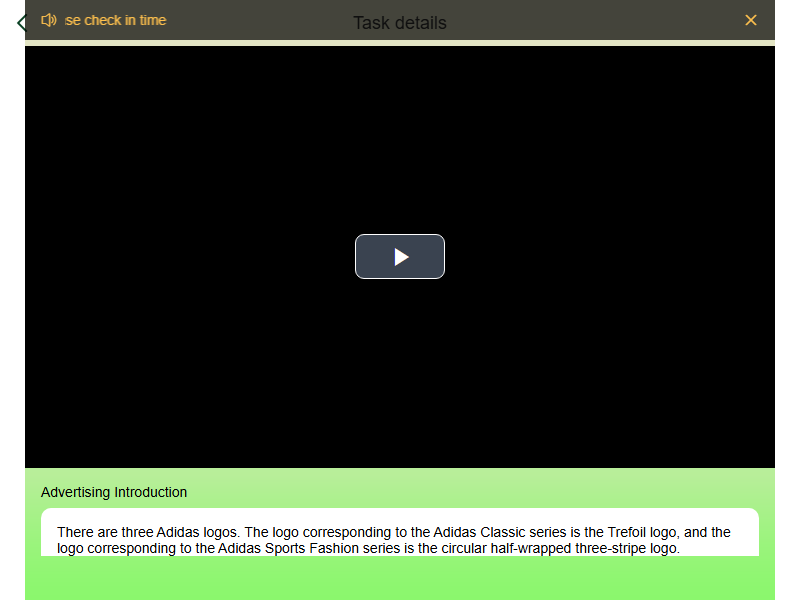 se check in time
Task details
Advertising Introduction
There are three Adidas logos. The logo corresponding to the Adidas Classic series is the Trefoil logo, and the
logo corresponding to the Adidas Sports Fashion series is the circular half-wrapped three-stripe logo.